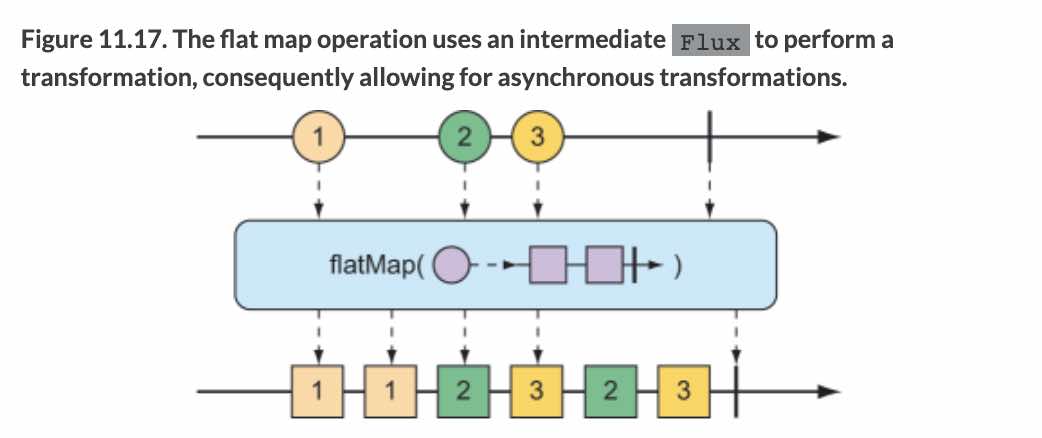 Figure 11.17. The flat map operation uses an intermediate Flux to perform a
transformation, consequently allowing for asynchronous transformations.
1 2 3
flatMap( )
1 1 2 3 2 3